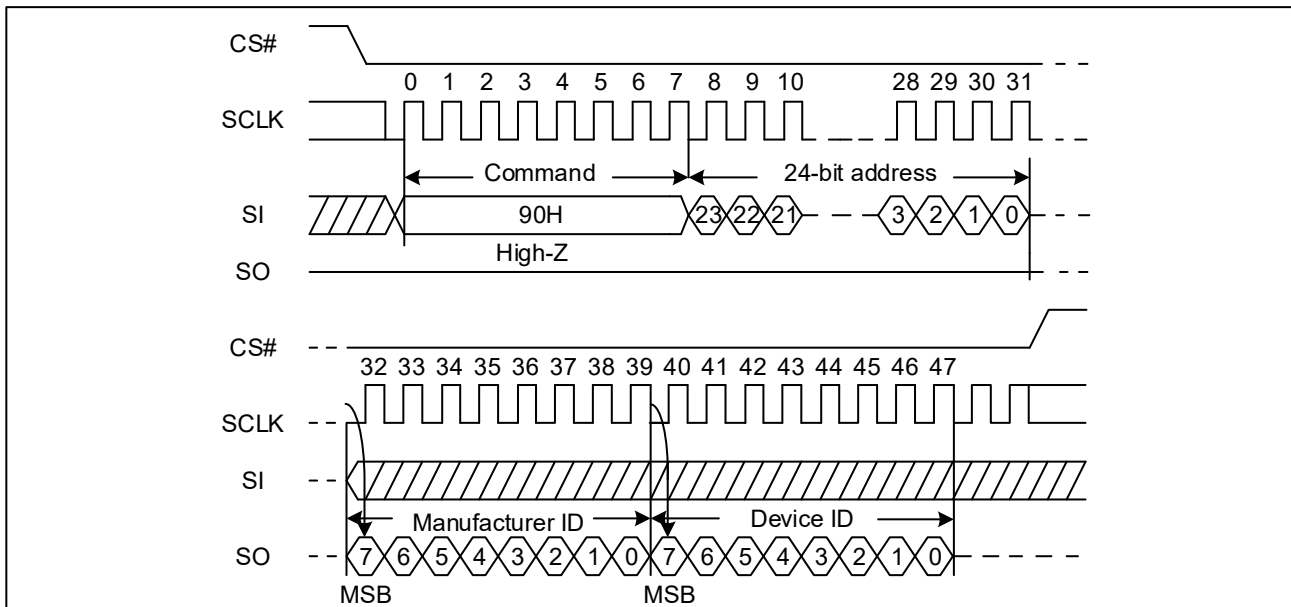 CS#
0 1 2 3 4 5 6 7 8 9 10 28 29 30 31
SCLK
Command 24-bit address
SI 90H 23 22 21 3 2 1 0
High-Z
SO
CS#
32 33 34 35 36 37 38 39 40 41 42 43 44 45 46 47
SCLK
SI
Manufacturer ID Device ID
SO 7 6 5 4 3 2 1 0 7 6 5 4 3 2 1 0
MSB MSB